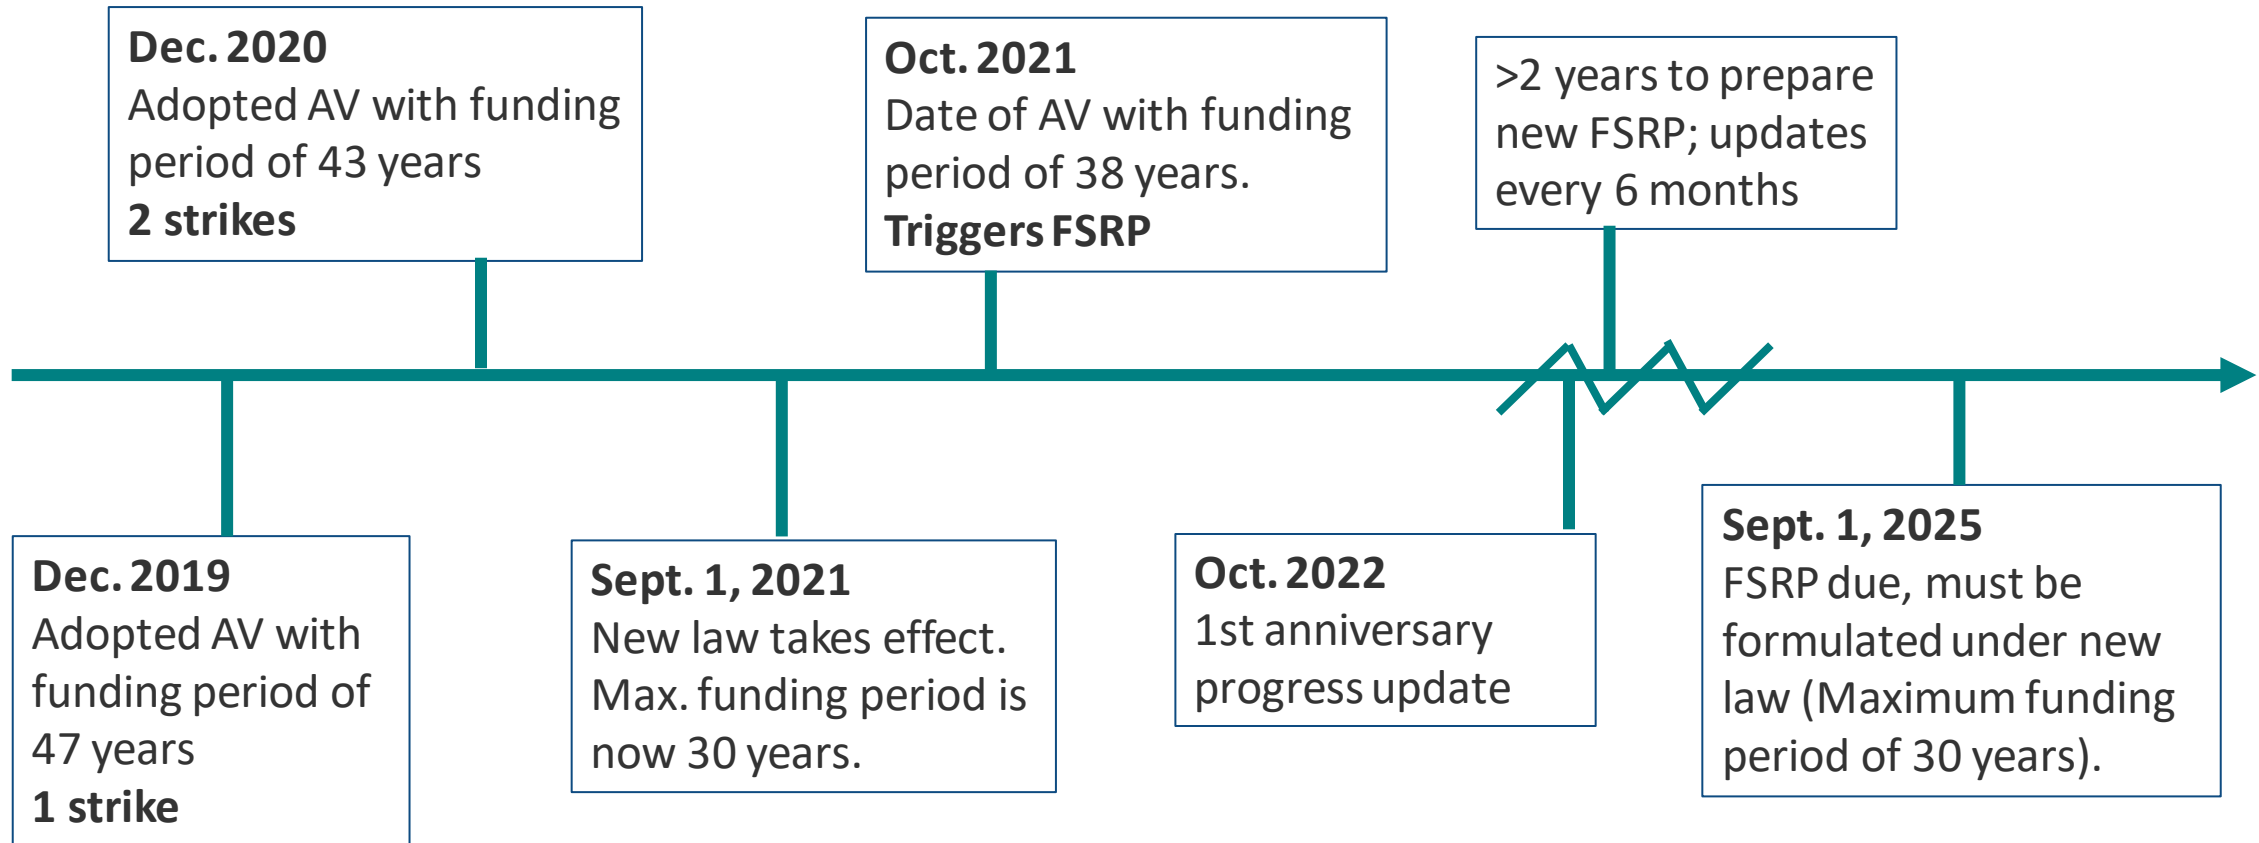 Dec. 2020
Adopted AV with funding
period of 43 years
2 strikes
Oct. 2021
Date of AV with funding
period of 38 years.
Triggers FSRP
>2 years to prepare
new FSRP; updates
every 6 months
Dec. 2019
Adopted AV with
funding period of
47 years
1 strike
Sept. 1, 2021
New law takes effect.
Max. funding period is
now 30 years.
Oct. 2022
1st anniversary
progress update
Sept. 1, 2025
FSRP due, must be
formulated under new
law (Maximum funding
period of 30 years).